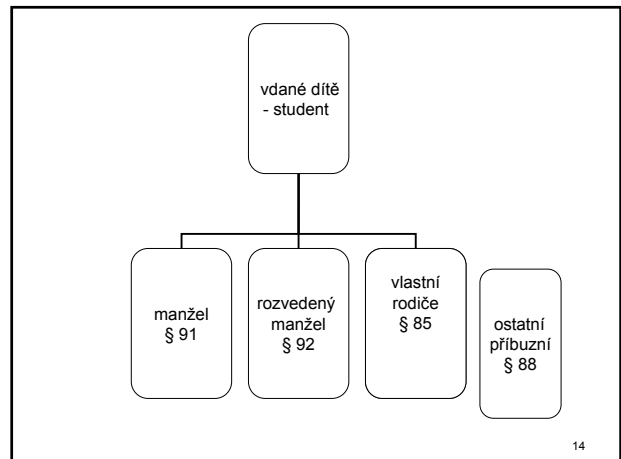 vdané dítě
- student
manžel
§ 91
rozvedený
manžel
§ 92
vlastní
rodiče
§ 85
ostatní
příbuzní
§ 88
14